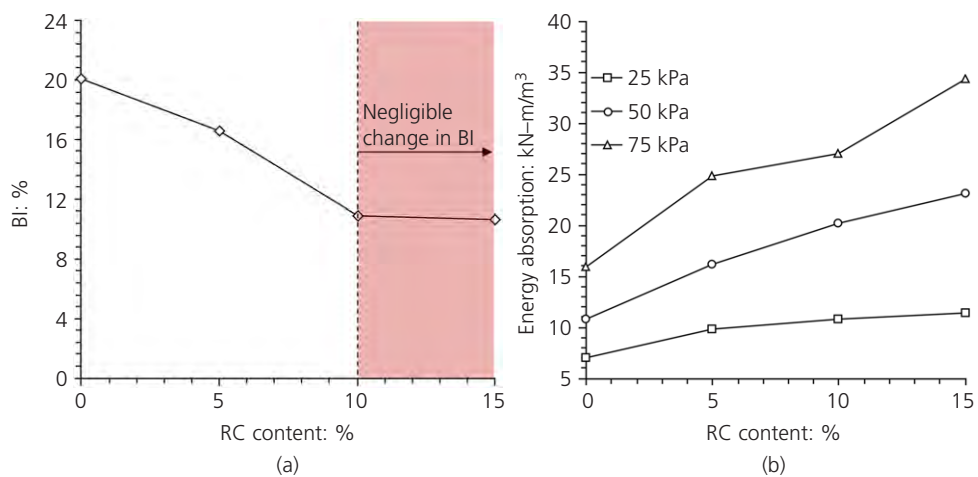 24
20
16
12
8
4
0
BI: %
Negligible
change in BI
0
5
10
15
RC content: %
(a)
40
35
30
25
20
15
10
5
Energy absorption: kN–m/m³
25 kPa
50 kPa
75 kPa
0
5
10
15
RC content: %
(b)